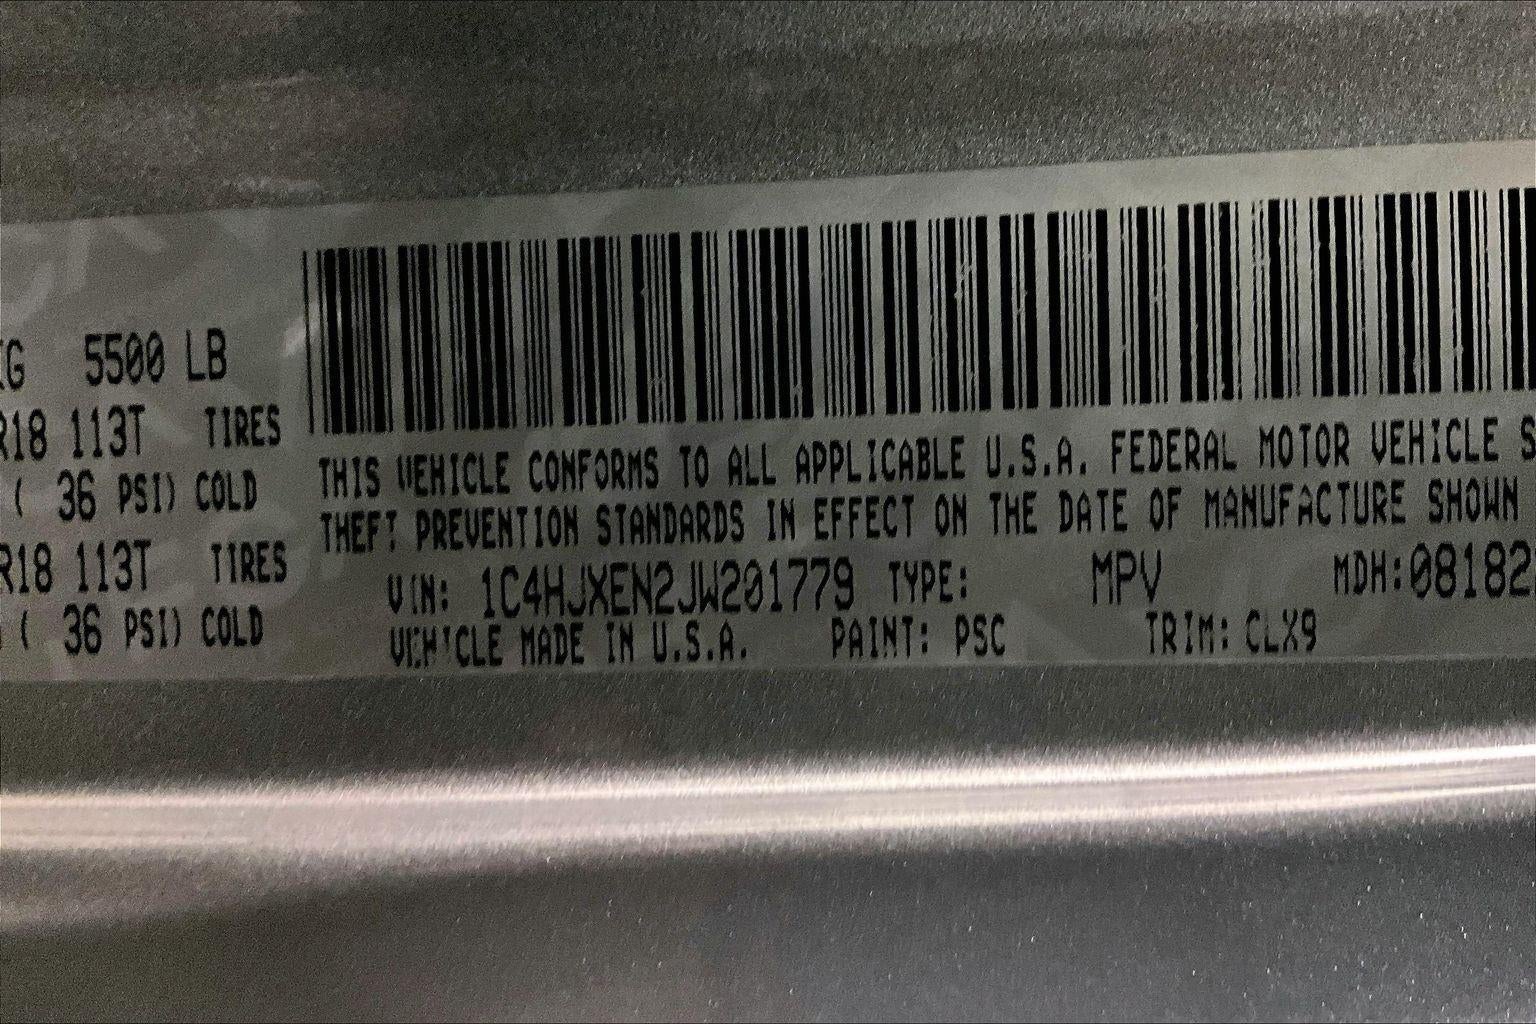 G 5500 LB
R18 113T TIRES
( 36 PSI) COLD
R18 113T TIRES
( 36 PSI) COLD
THIS VEHICLE CONFORMS TO ALL APPLICABLE U.S.A. FEDERAL MOTOR VEHICLE S
THEFT PREVENTION STANDARDS IN EFFECT ON THE DATE OF MANUFACTURE SHOWN
VIN: 1C4HJXEN2JW201779 TYPE: MPV MDH:08182
VEHICLE MADE IN U.S.A. PAINT: PSC TRIM: CLX9